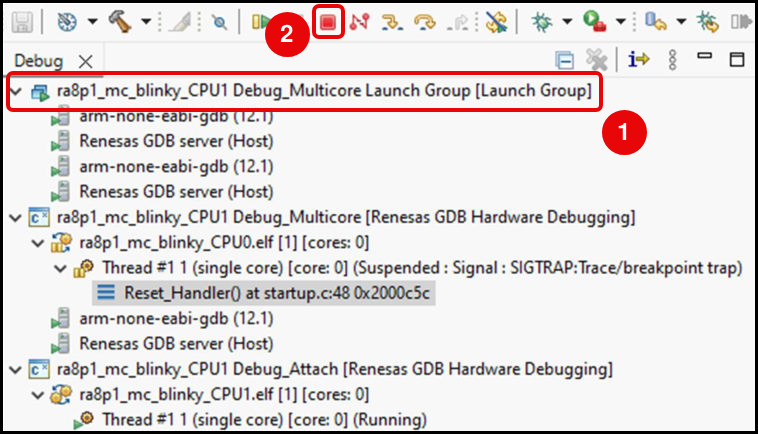 2
Debug
ra8p1_mc_blinky_CPU1 Debug_Multicore Launch Group [Launch Group]
1
arm-none-eabi-gdb (12.1)
Renesas GDB server (Host)
arm-none-eabi-gdb (12.1)
Renesas GDB server (Host)
ra8p1_mc_blinky_CPU1 Debug_Multicore [Renesas GDB Hardware Debugging]
ra8p1_mc_blinky_CPU0.elf [1] [cores: 0]
Thread #1 1 (single core) [core: 0] (Suspended : Signal : SIGTRAP:Trace/breakpoint trap)
Reset_Handler() at startup.c:48 0x2000c5c
arm-none-eabi-gdb (12.1)
Renesas GDB server (Host)
ra8p1_mc_blinky_CPU1 Debug_Attach [Renesas GDB Hardware Debugging]
ra8p1_mc_blinky_CPU1.elf [1] [cores: 0]
Thread #1 1 (single core) [core: 0] (Running)